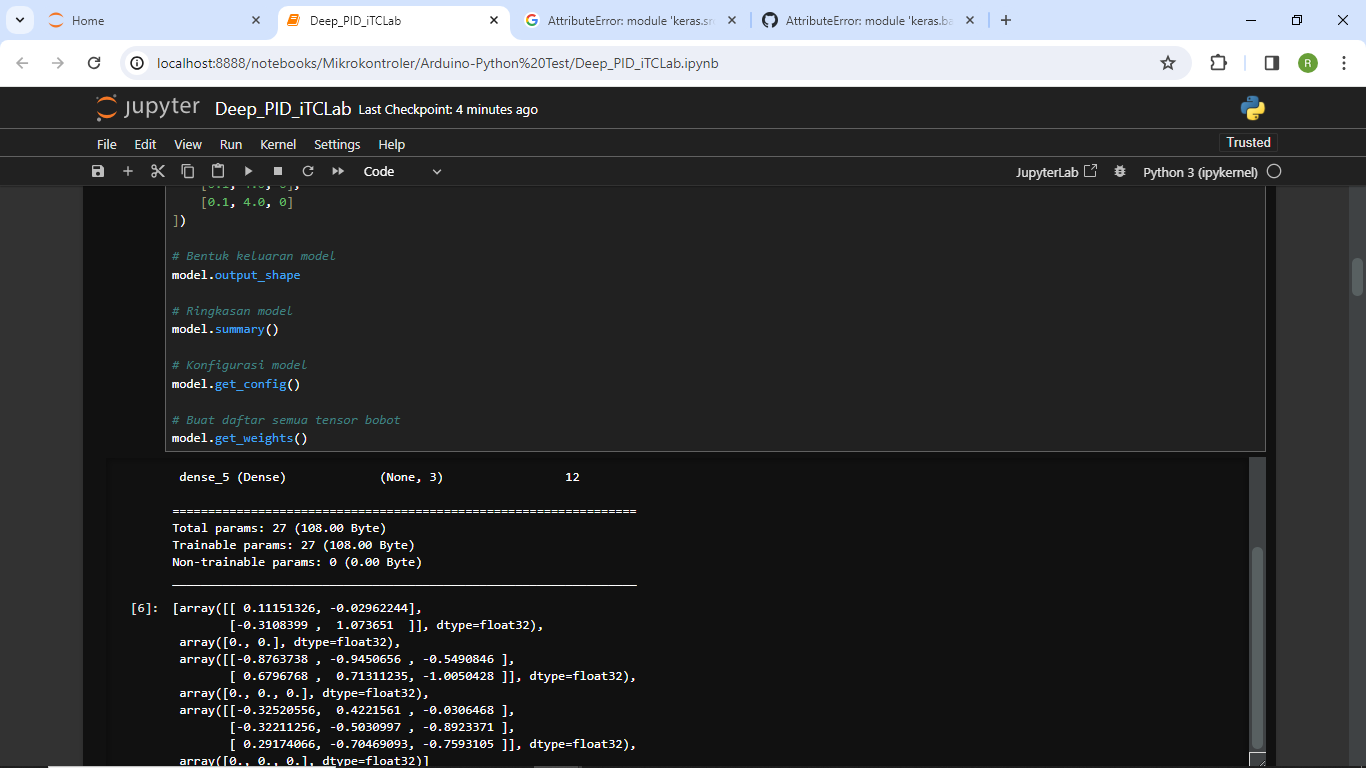 Home
Deep_PID_iTCLab
AttributeError: module 'keras.sr
AttributeError: module 'keras.ba
localhost:8888/notebooks/Mikrokontroler/Arduino-Python%20Test/Deep_PID_iTCLab.ipynb
R
jupyter Deep_PID_iTCLab Last Checkpoint: 4 minutes ago
File Edit View Run Kernel Settings Help
Trusted
Code
JupyterLab
Python 3 (ipykernel)
[0.1, 4.0, 0],
[0.1, 4.0, 0]
])
# Bentuk keluaran model
model.output_shape
# Ringkasan model
model.summary()
# Konfigurasi model
model.get_config()
# Buat daftar semua tensor bobot
model.get_weights()
dense_5 (Dense) (None, 3) 12
=================================================================
Total params: 27 (108.00 Byte)
Trainable params: 27 (108.00 Byte)
Non-trainable params: 0 (0.00 Byte)
_________________________________________________________________
[6]: [array([[ 0.11151326, -0.02962244],
[-0.3108399 , 1.073651 ]], dtype=float32),
array([0., 0.], dtype=float32),
array([[-0.8763738 , -0.9450656 , -0.5490846 ],
[ 0.6796768 , 0.71311235, -1.0050428 ]], dtype=float32),
array([0., 0., 0.], dtype=float32),
array([[-0.32520556, 0.4221561 , -0.0306468 ],
[-0.32211256, -0.5030997 , -0.8923371 ],
[ 0.29174066, -0.70469093, -0.7593105 ]], dtype=float32),
array([0., 0., 0.], dtype=float32)]